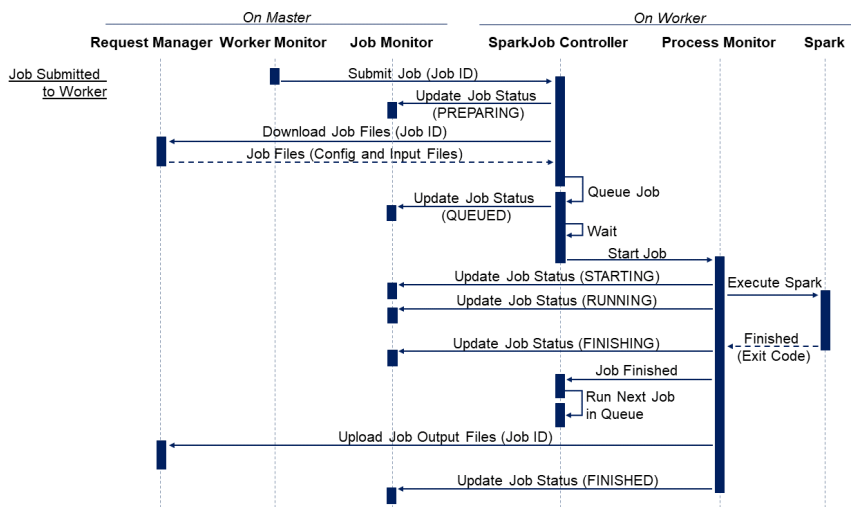 On Master
On Worker
Request Manager Worker Monitor Job Monitor SparkJob Controller Process Monitor Spark
Job Submitted
to Worker
Submit Job (Job ID)
Update Job Status
(PREPARING)
Download Job Files (Job ID)
Job Files (Config and Input Files)
Queue Job
Update Job Status
(QUEUED)
Wait
Start Job
Update Job Status (STARTING)
Execute Spark
Update Job Status (RUNNING)
Finished
(Exit Code)
Update Job Status (FINISHING)
Job Finished
Run Next Job
in Queue
Upload Job Output Files (Job ID)
Update Job Status (FINISHED)